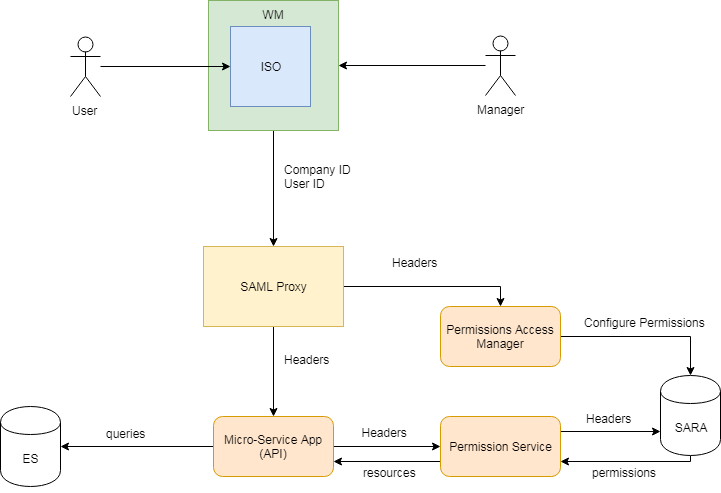 WM
ISO
User
Manager
Company ID
User ID
SAML Proxy
Headers
Permissions Access
Manager
Configure Permissions
Headers
SARA
Micro-Service App
(API)
Headers
Permission Service
Headers
queries
ES
resources
permissions